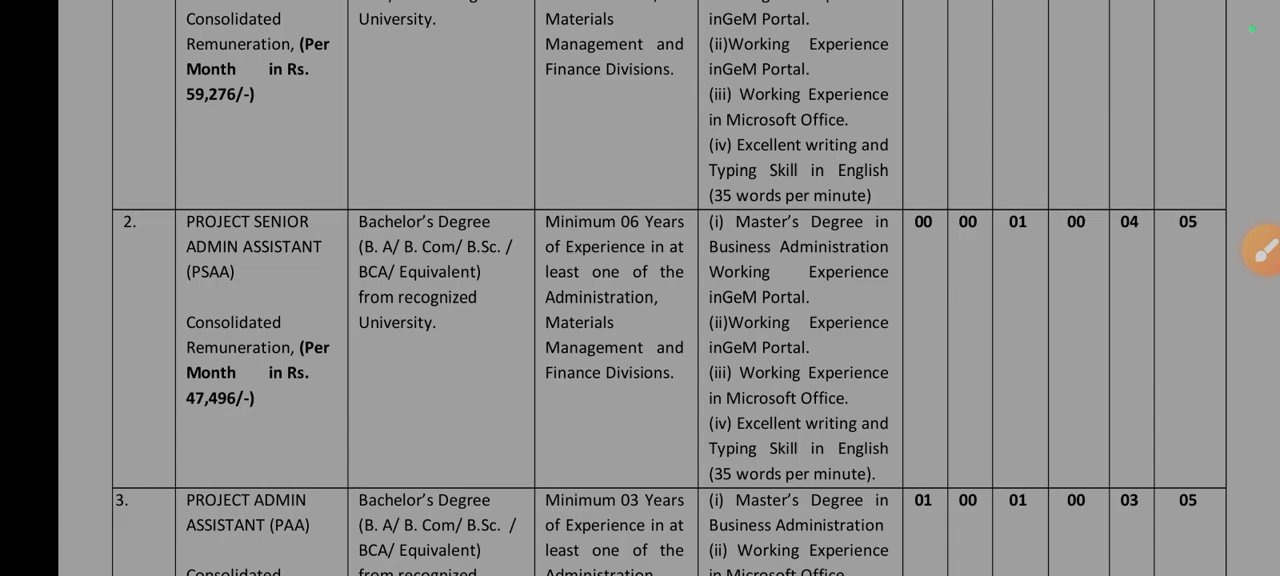 Consolidated
Remuneration, (Per
Month in Rs.
59,276/-)
University.
Materials
Management and
Finance Divisions.
inGeM Portal.
(ii)Working Experience
inGeM Portal.
(iii) Working Experience
in Microsoft Office.
(iv) Excellent writing and
Typing Skill in English
(35 words per minute)
2.
PROJECT SENIOR
ADMIN ASSISTANT
(PSAA)
Consolidated
Remuneration, (Per
Month in Rs.
47,496/-)
Bachelor’s Degree
(B. A/ B. Com/ B.Sc. /
BCA/ Equivalent)
from recognized
University.
Minimum 06 Years
of Experience in at
least one of the
Administration,
Materials
Management and
Finance Divisions.
(i) Master’s Degree in
Business Administration
Working Experience
inGeM Portal.
(ii)Working Experience
inGeM Portal.
(iii) Working Experience
in Microsoft Office.
(iv) Excellent writing and
Typing Skill in English
(35 words per minute).
00 00 01 00 04 05
3.
PROJECT ADMIN
ASSISTANT (PAA)
Consolidated
Bachelor’s Degree
(B. A/ B. Com/ B.Sc. /
BCA/ Equivalent)
from recognized
Minimum 03 Years
of Experience in at
least one of the
Administration,
(i) Master’s Degree in
Business Administration
(ii) Working Experience
in Microsoft Office.
01 00 01 00 03 05